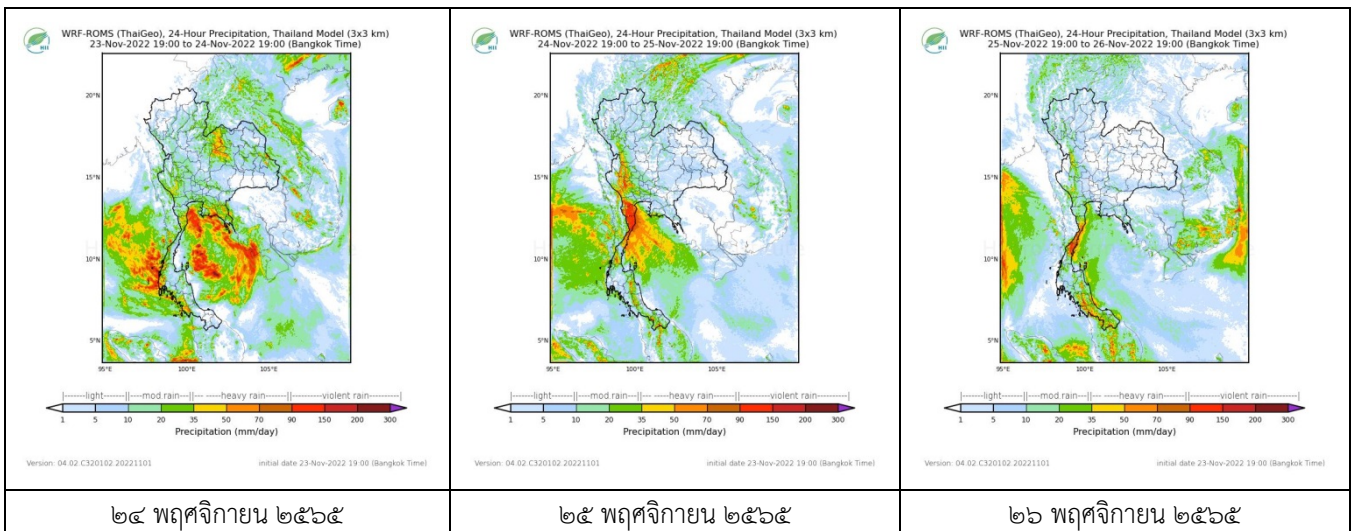 HII
WRF-ROMS (ThaiGeo), 24-Hour Precipitation, Thailand Model (3x3 km)
23-Nov-2022 19:00 to 24-Nov-2022 19:00 (Bangkok Time)
20°N
15°N
10°N
5°N
95°E 100°E 105°E
|------light------||---mod rain---||--- --heavy rain------||------violent rain------|
1 5 10 20 35 50 70 90 150 200 300
Precipitation (mm/day)
Version: 04.02.C320102.20221101 initial date 23-Nov-2022 19:00 (Bangkok Time)
๒๔ พฤศจิกายน ๒๕๖๕
HII
WRF-ROMS (ThaiGeo), 24-Hour Precipitation, Thailand Model (3x3 km)
24-Nov-2022 19:00 to 25-Nov-2022 19:00 (Bangkok Time)
20°N
15°N
10°N
5°N
95°E 100°E 105°E
|------light------||---mod rain---||--- --heavy rain------||------violent rain------|
1 5 10 20 35 50 70 90 150 200 300
Precipitation (mm/day)
Version: 04.02.C320102.20221101 initial date 23-Nov-2022 19:00 (Bangkok Time)
๒๕ พฤศจิกายน ๒๕๖๕
HII
WRF-ROMS (ThaiGeo), 24-Hour Precipitation, Thailand Model (3x3 km)
25-Nov-2022 19:00 to 26-Nov-2022 19:00 (Bangkok Time)
20°N
15°N
10°N
5°N
95°E 100°E 105°E
|------light------||---mod rain---||--- --heavy rain------||------violent rain------|
1 5 10 20 35 50 70 90 150 200 300
Precipitation (mm/day)
Version: 04.02.C320102.20221101 initial date 23-Nov-2022 19:00 (Bangkok Time)
๒๖ พฤศจิกายน ๒๕๖๕